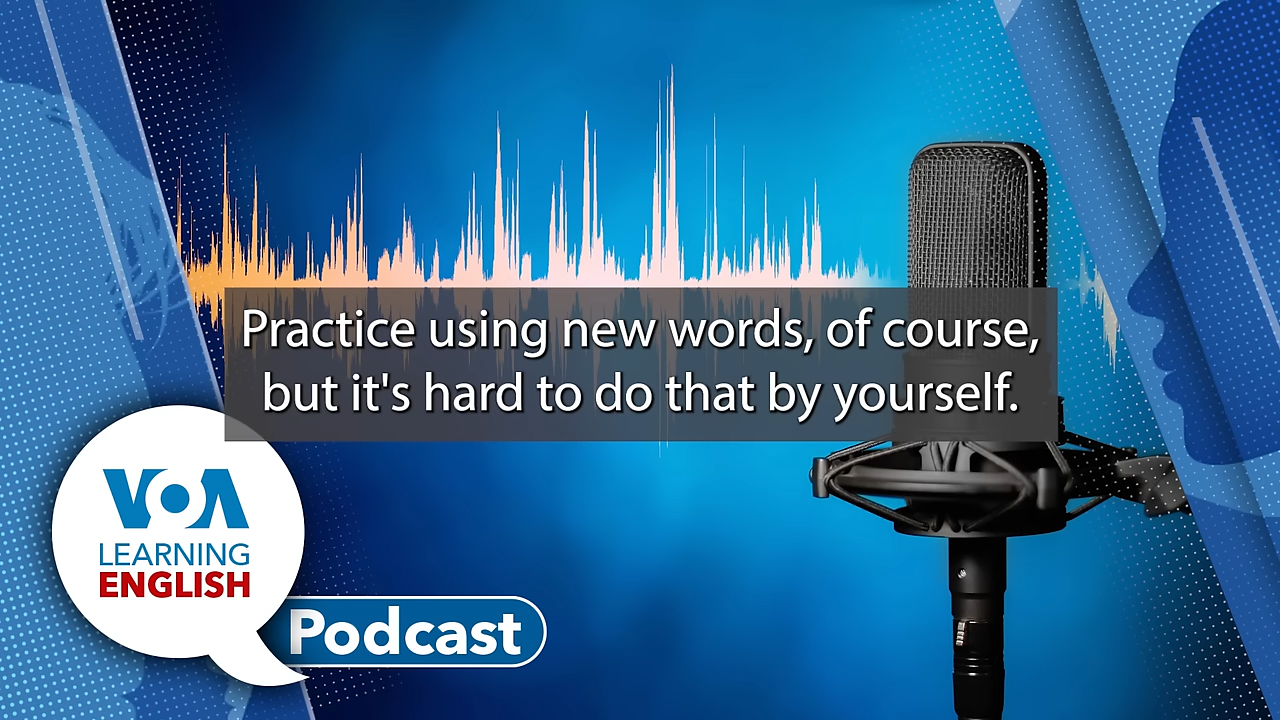 Practice using new words, of course,
but it's hard to do that by yourself.
VOA
LEARNING
ENGLISH
Podcast